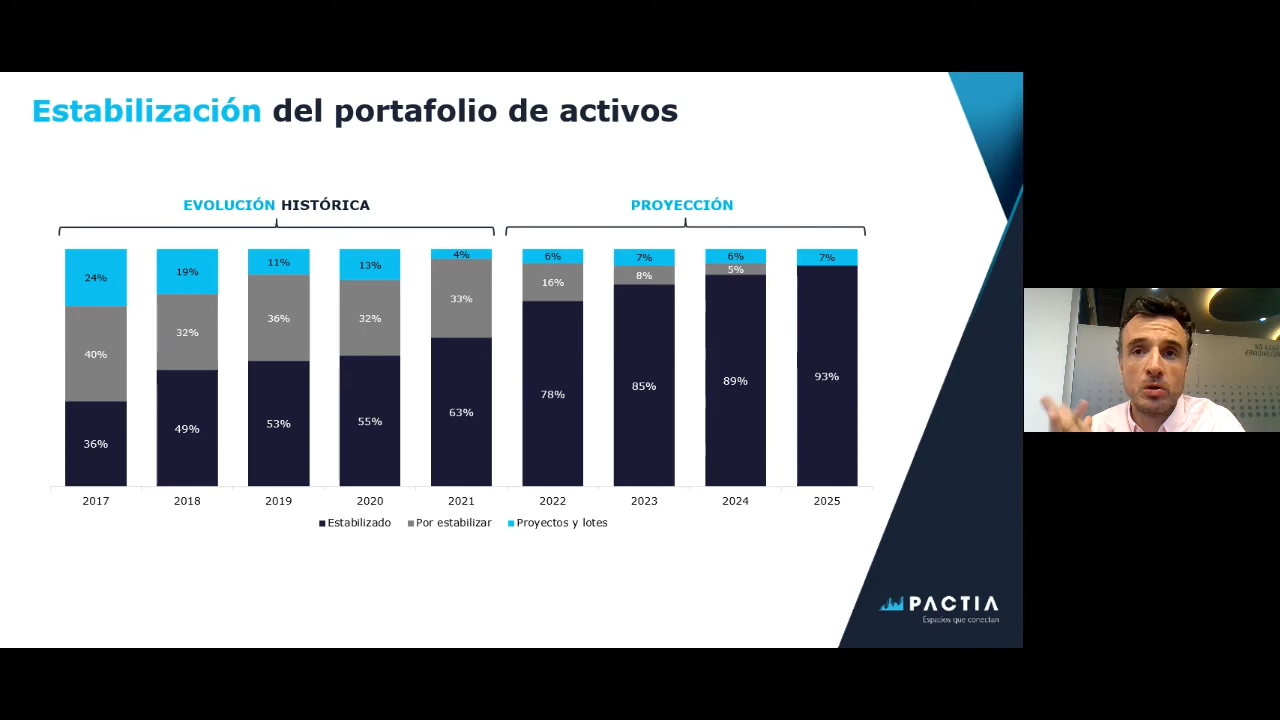 Estabilización del portafolio de activos
EVOLUCIÓN HISTÓRICA
PROYECCIÓN
24% 19% 11% 13% 4% 6% 7% 6% 7%
40% 32% 36% 32% 33% 16% 8% 5%
36% 49% 53% 55% 63% 78% 85% 89% 93%
2017 2018 2019 2020 2021 2022 2023 2024 2025
Estabilizado Por estabilizar Proyectos y lotes
PACTIA
Espacios que conectan